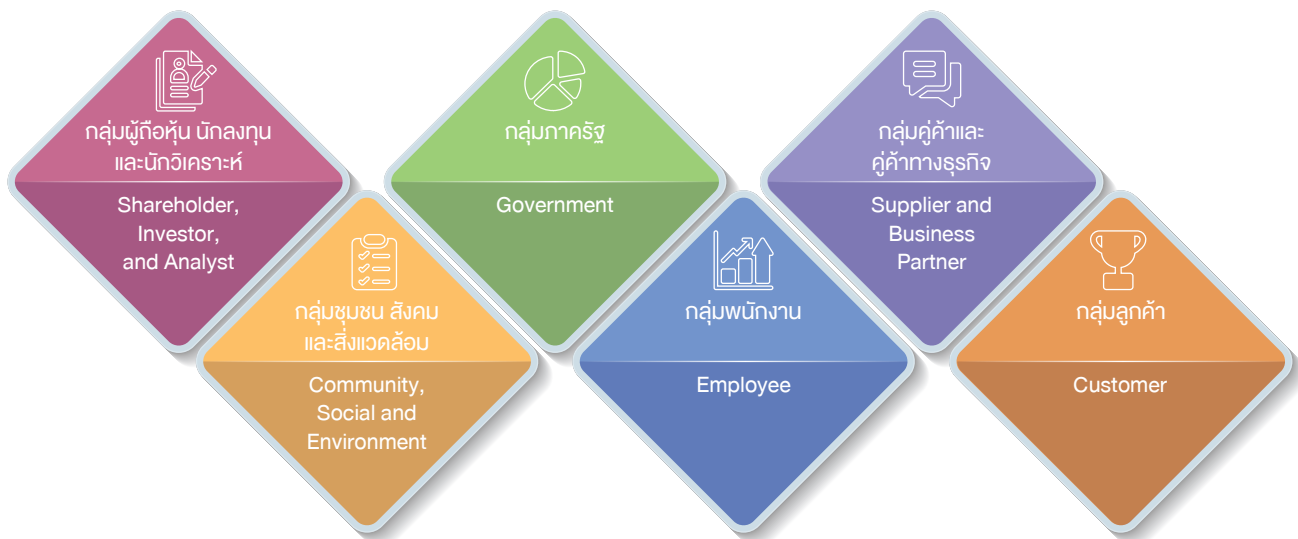 กลุ่มผู้ถือหุ้น นักลงทุน
และนักวิเคราะห์
Shareholder,
Investor,
and Analyst
กลุ่มชุมชน สังคม
และสิ่งแวดล้อม
Community,
Social and
Environment
กลุ่มภาครัฐ
Government
กลุ่มพนักงาน
Employee
กลุ่มคู่ค้าและ
คู่ค้าทางธุรกิจ
Supplier and
Business
Partner
กลุ่มลูกค้า
Customer